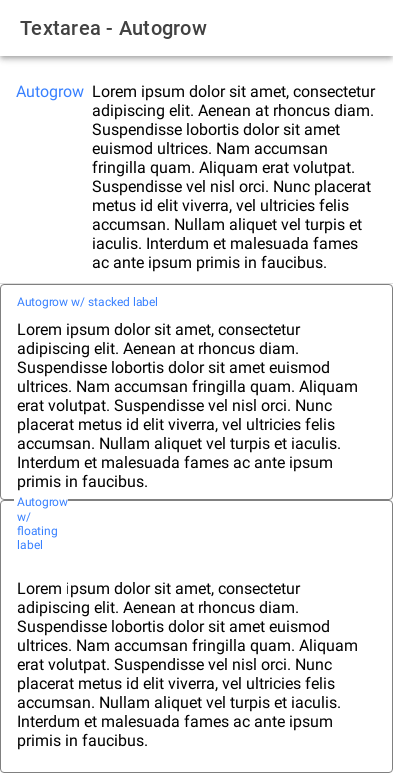 Textarea - Autogrow
Autogrow
Lorem ipsum dolor sit amet, consectetur
adipiscing elit. Aenean at rhoncus diam.
Suspendisse lobortis dolor sit amet
euismod ultrices. Nam accumsan
fringilla quam. Aliquam erat volutpat.
Suspendisse vel nisl orci. Nunc placerat
metus id elit viverra, vel ultricies felis
accumsan. Nullam aliquet vel turpis et
iaculis. Interdum et malesuada fames
ac ante ipsum primis in faucibus.
Autogrow w/ stacked label
Lorem ipsum dolor sit amet, consectetur
adipiscing elit. Aenean at rhoncus diam.
Suspendisse lobortis dolor sit amet euismod
ultrices. Nam accumsan fringilla quam. Aliquam
erat volutpat. Suspendisse vel nisl orci. Nunc
placerat metus id elit viverra, vel ultricies felis
accumsan. Nullam aliquet vel turpis et iaculis.
Interdum et malesuada fames ac ante ipsum
primis in faucibus.
Autogrow
w/
floating
label
Lorem ipsum dolor sit amet, consectetur
adipiscing elit. Aenean at rhoncus diam.
Suspendisse lobortis dolor sit amet euismod
ultrices. Nam accumsan fringilla quam. Aliquam
erat volutpat. Suspendisse vel nisl orci. Nunc
placerat metus id elit viverra, vel ultricies felis
accumsan. Nullam aliquet vel turpis et iaculis.
Interdum et malesuada fames ac ante ipsum
primis in faucibus.